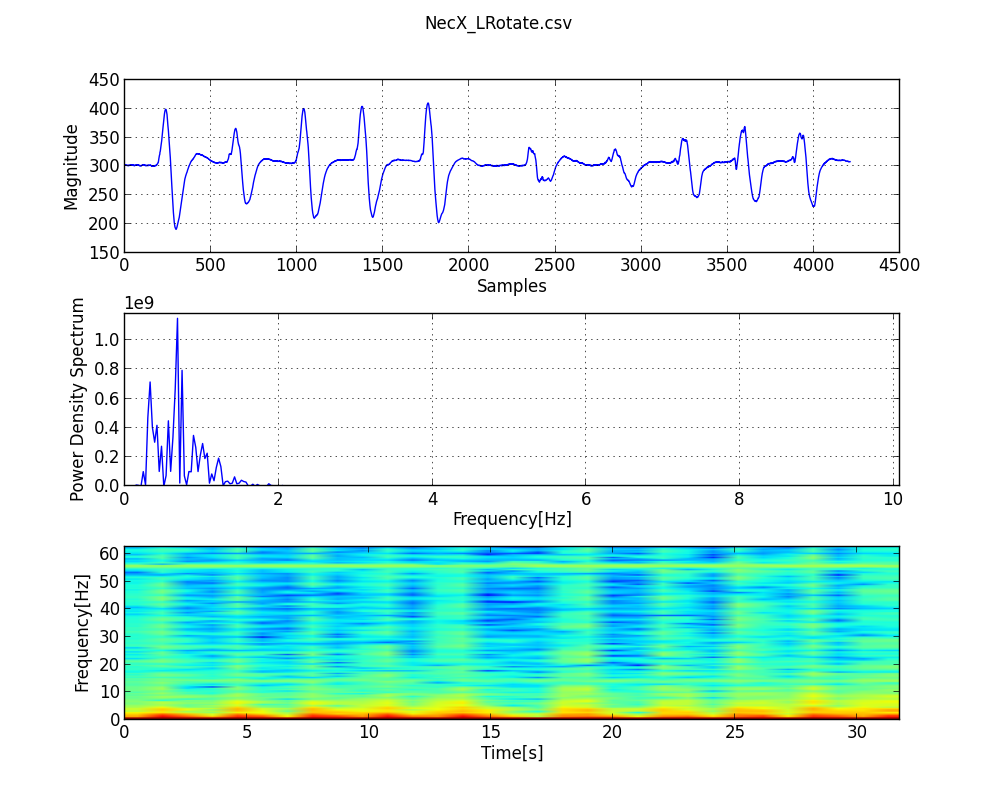 NecX_LRotate.csv
450
400
350
300
250
200
150
Magnitude
0 500 1000 1500 2000 2500 3000 3500 4000 4500
Samples
1e9
1.0
0.8
0.6
0.4
0.2
0.0
Power Density Spectrum
0 2 4 6 8 10
Frequency[Hz]
60
50
40
30
20
10
0
Frequency[Hz]
0 5 10 15 20 25 30
Time[s]